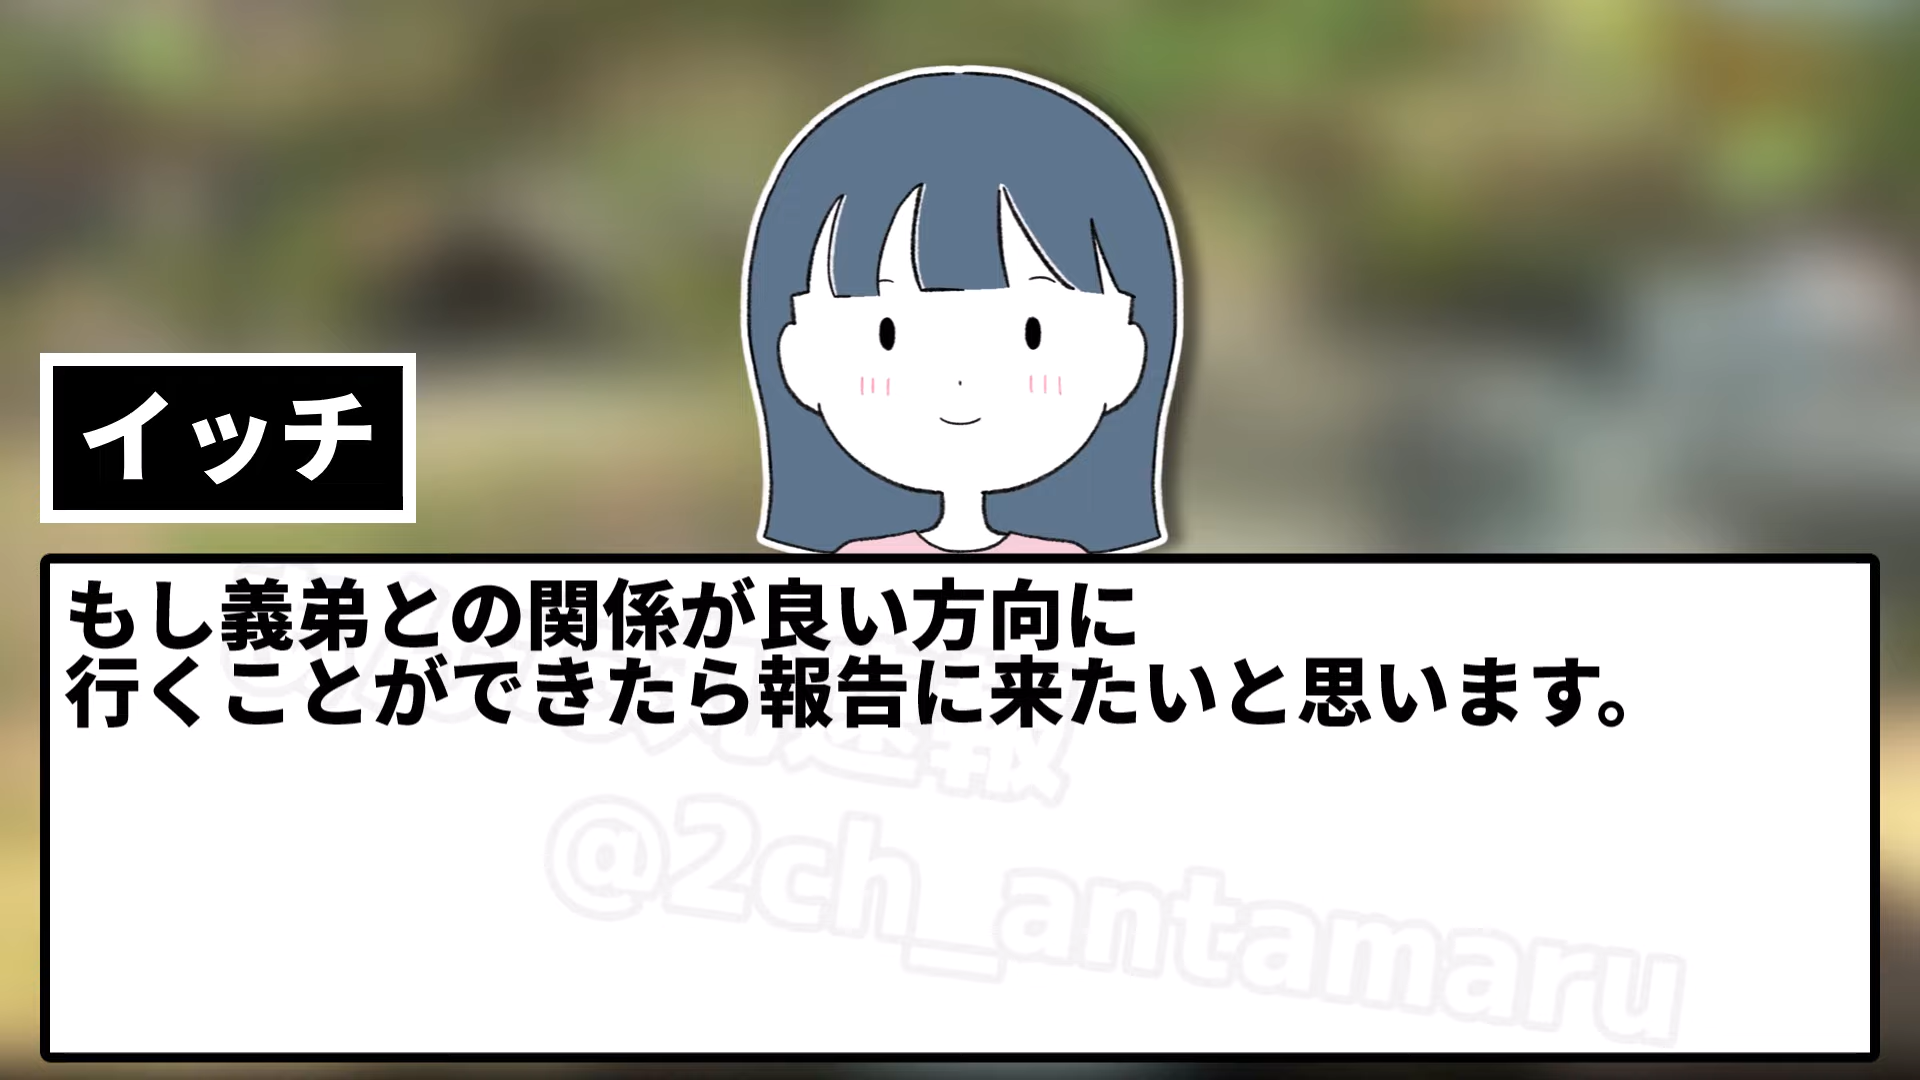 イッチ
もし義弟との関係が良い方向に
行くことができたら報告に来たいと思います。
@2ch_antamaru